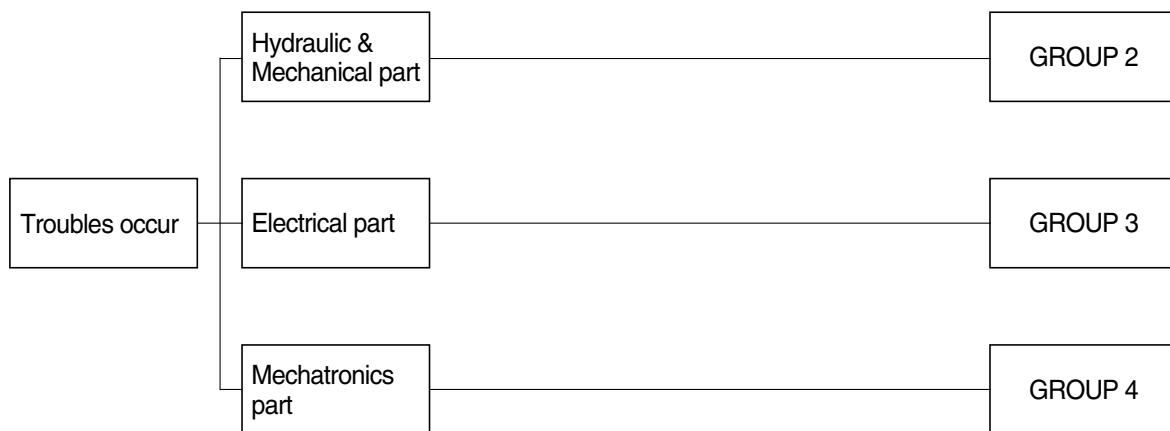 Hydraulic &
Mechanical part
GROUP 2
Troubles occur
Electrical part
GROUP 3
Mechatronics
part
GROUP 4